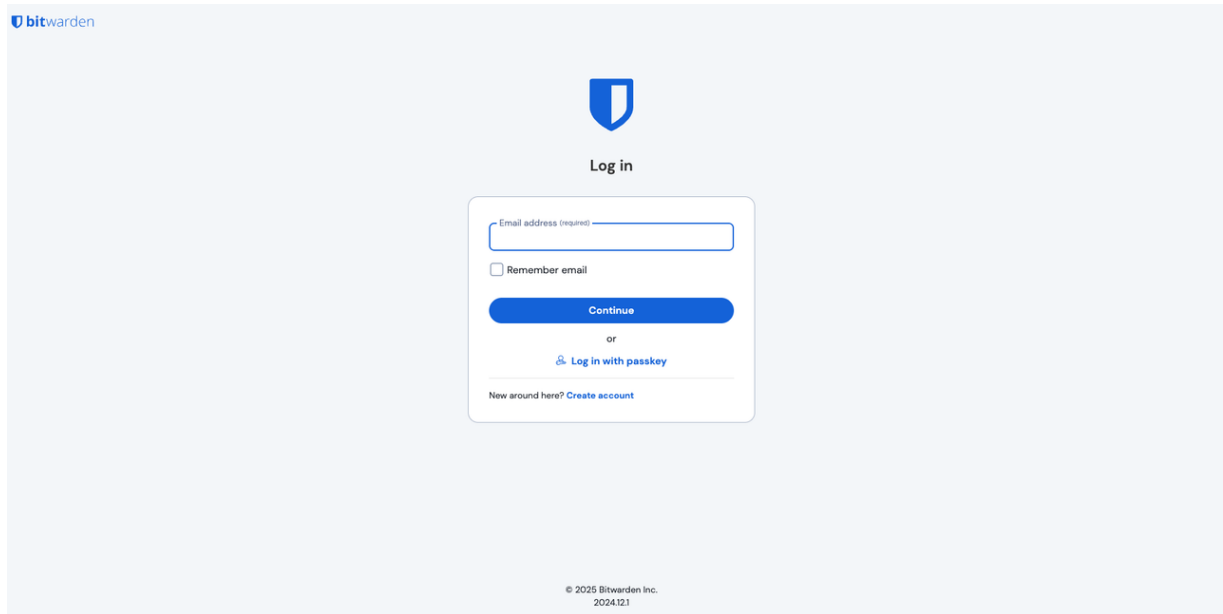 bitwarden
Log in
Email address (required)
Remember email
Continue
or
Log in with passkey
New around here? Create account
© 2025 Bitwarden Inc.
2024.12.1